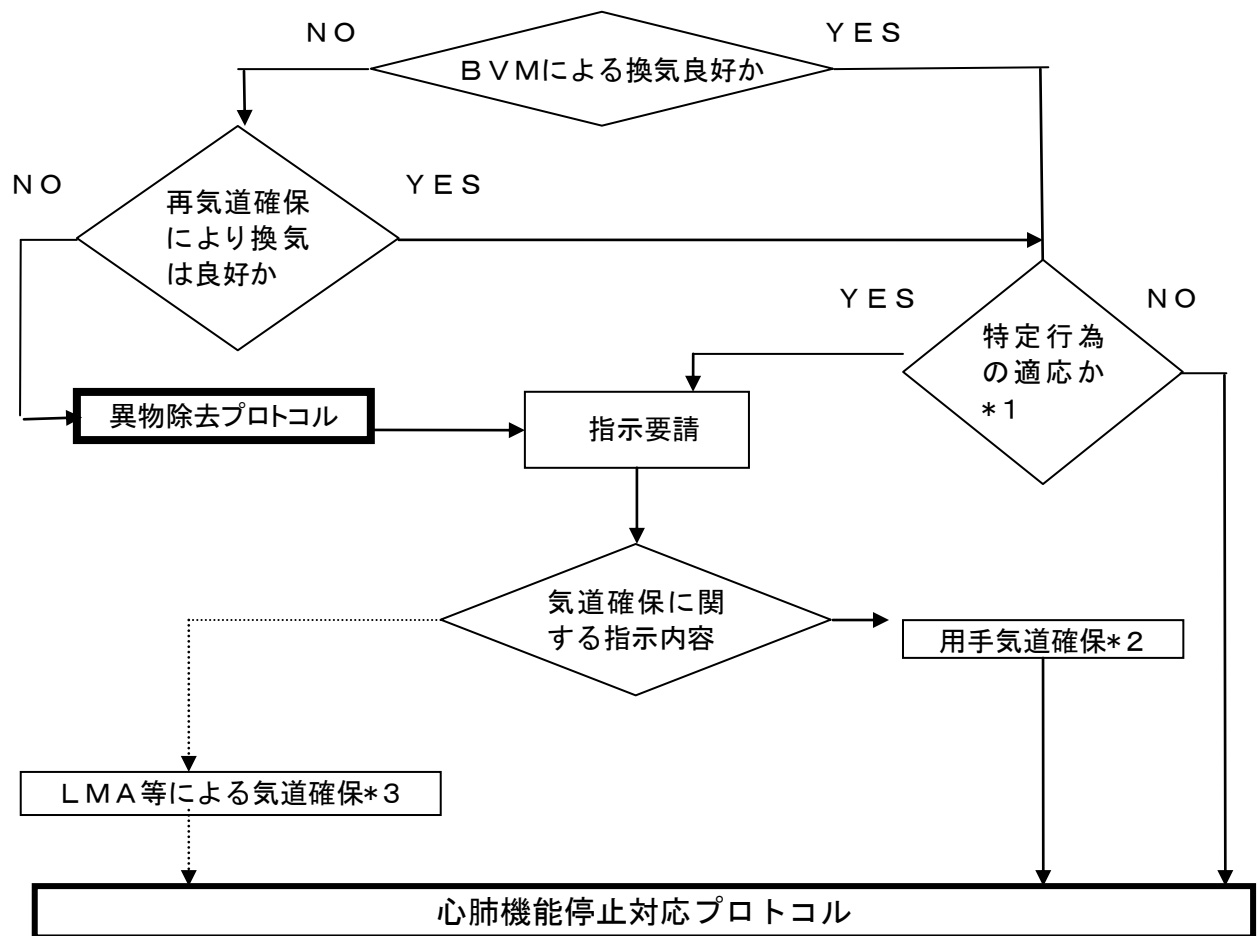 ＮＯ
ＹＥＳ
ＢＶＭによる換気良好か
ＮＯ
ＹＥＳ
再気道確保
により換気
は良好か
ＹＥＳ
ＮＯ
特定行為
の適応か
*１
異物除去プロトコル
指示要請
気道確保に関
する指示内容
用手気道確保*２
ＬＭＡ等による気道確保*３
心肺機能停止対応プロトコル